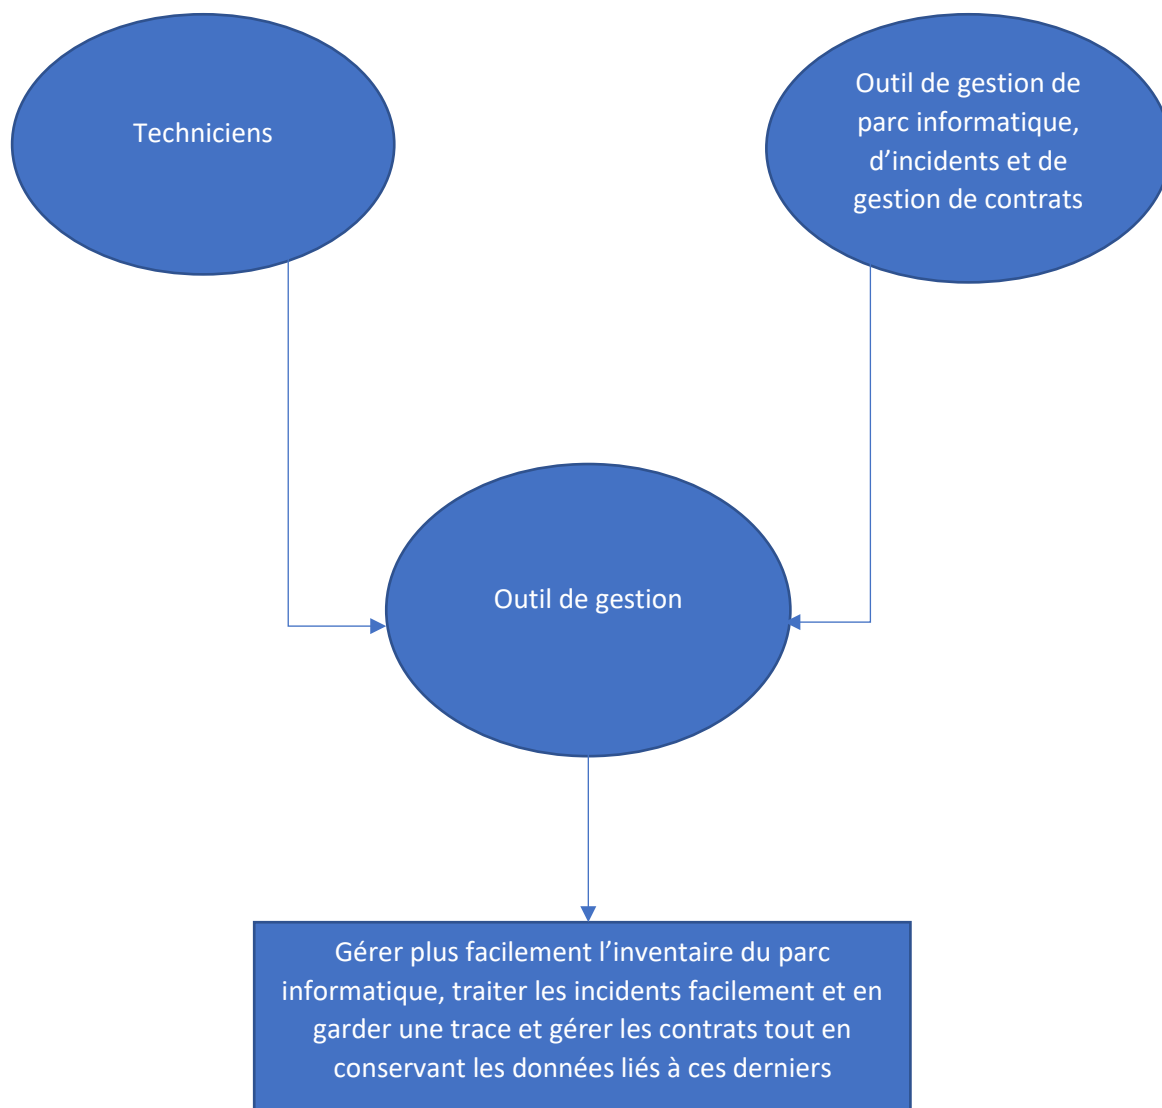 Techniciens
Outil de gestion de
parc informatique,
d’incidents et de
gestion de contrats
Outil de gestion
Gérer plus facilement l’inventaire du parc
informatique, traiter les incidents facilement et en
garder une trace et gérer les contrats tout en
conservant les données liés à ces derniers